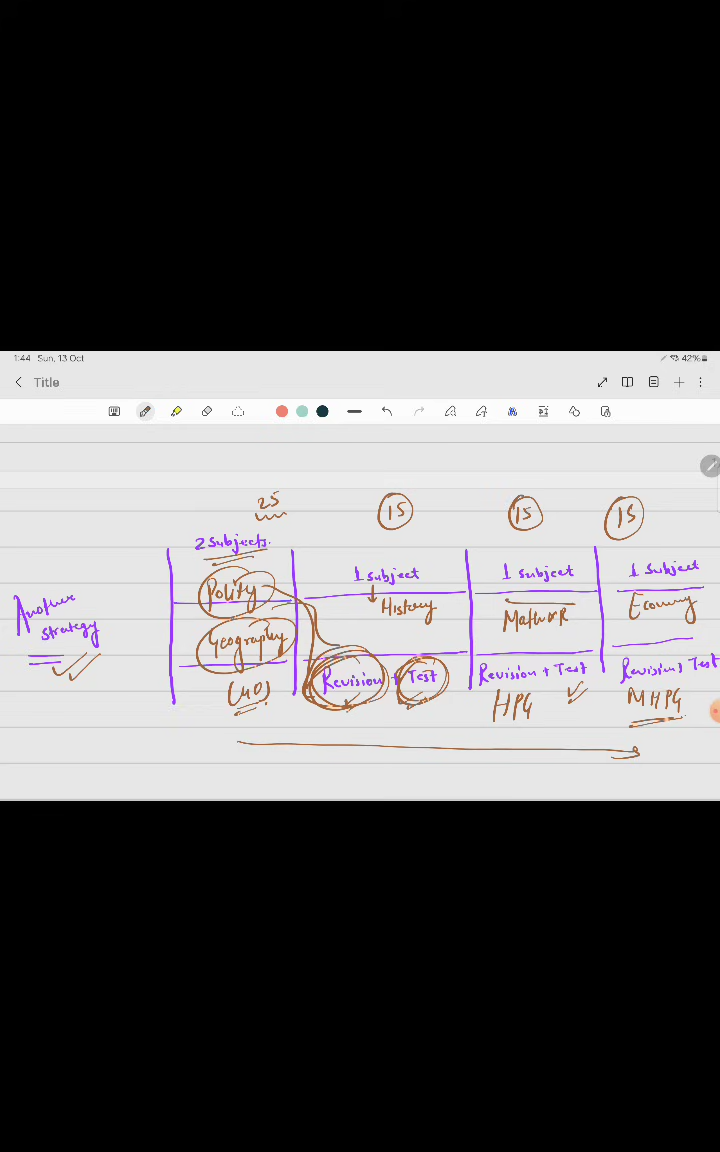 1:44 Sun, 13 Oct
42%
Title
25
15
15
15
2 Subjects.
1 Subject
1 Subject
1 Subject
Another
strategy
Polity
History
Economy
Geography
Revision + Test
Revision + Test
Revision + Test
(40)
HPG
MHPG